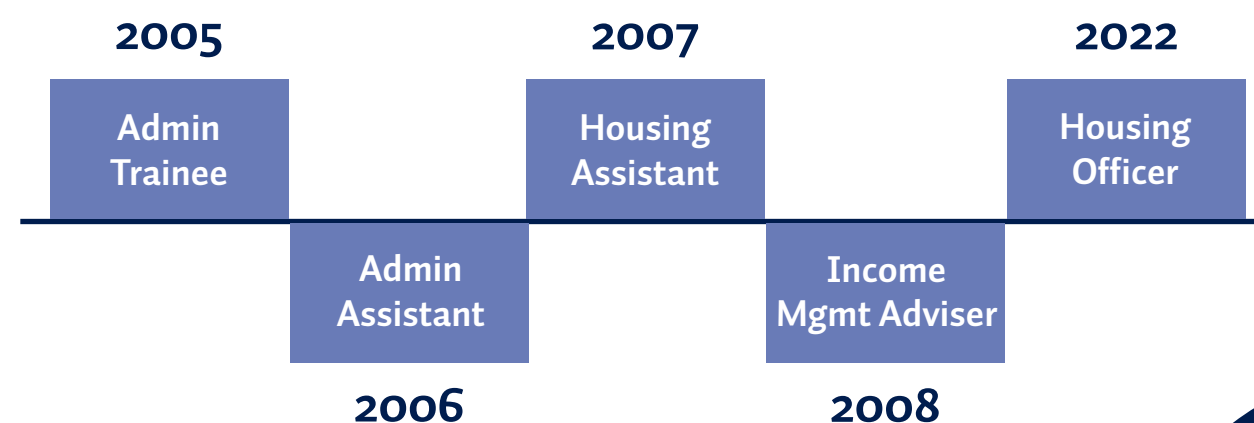 2005
Admin
Trainee
2006
Admin
Assistant
2007
Housing
Assistant
2008
Income
Mgmt Adviser
2022
Housing
Officer